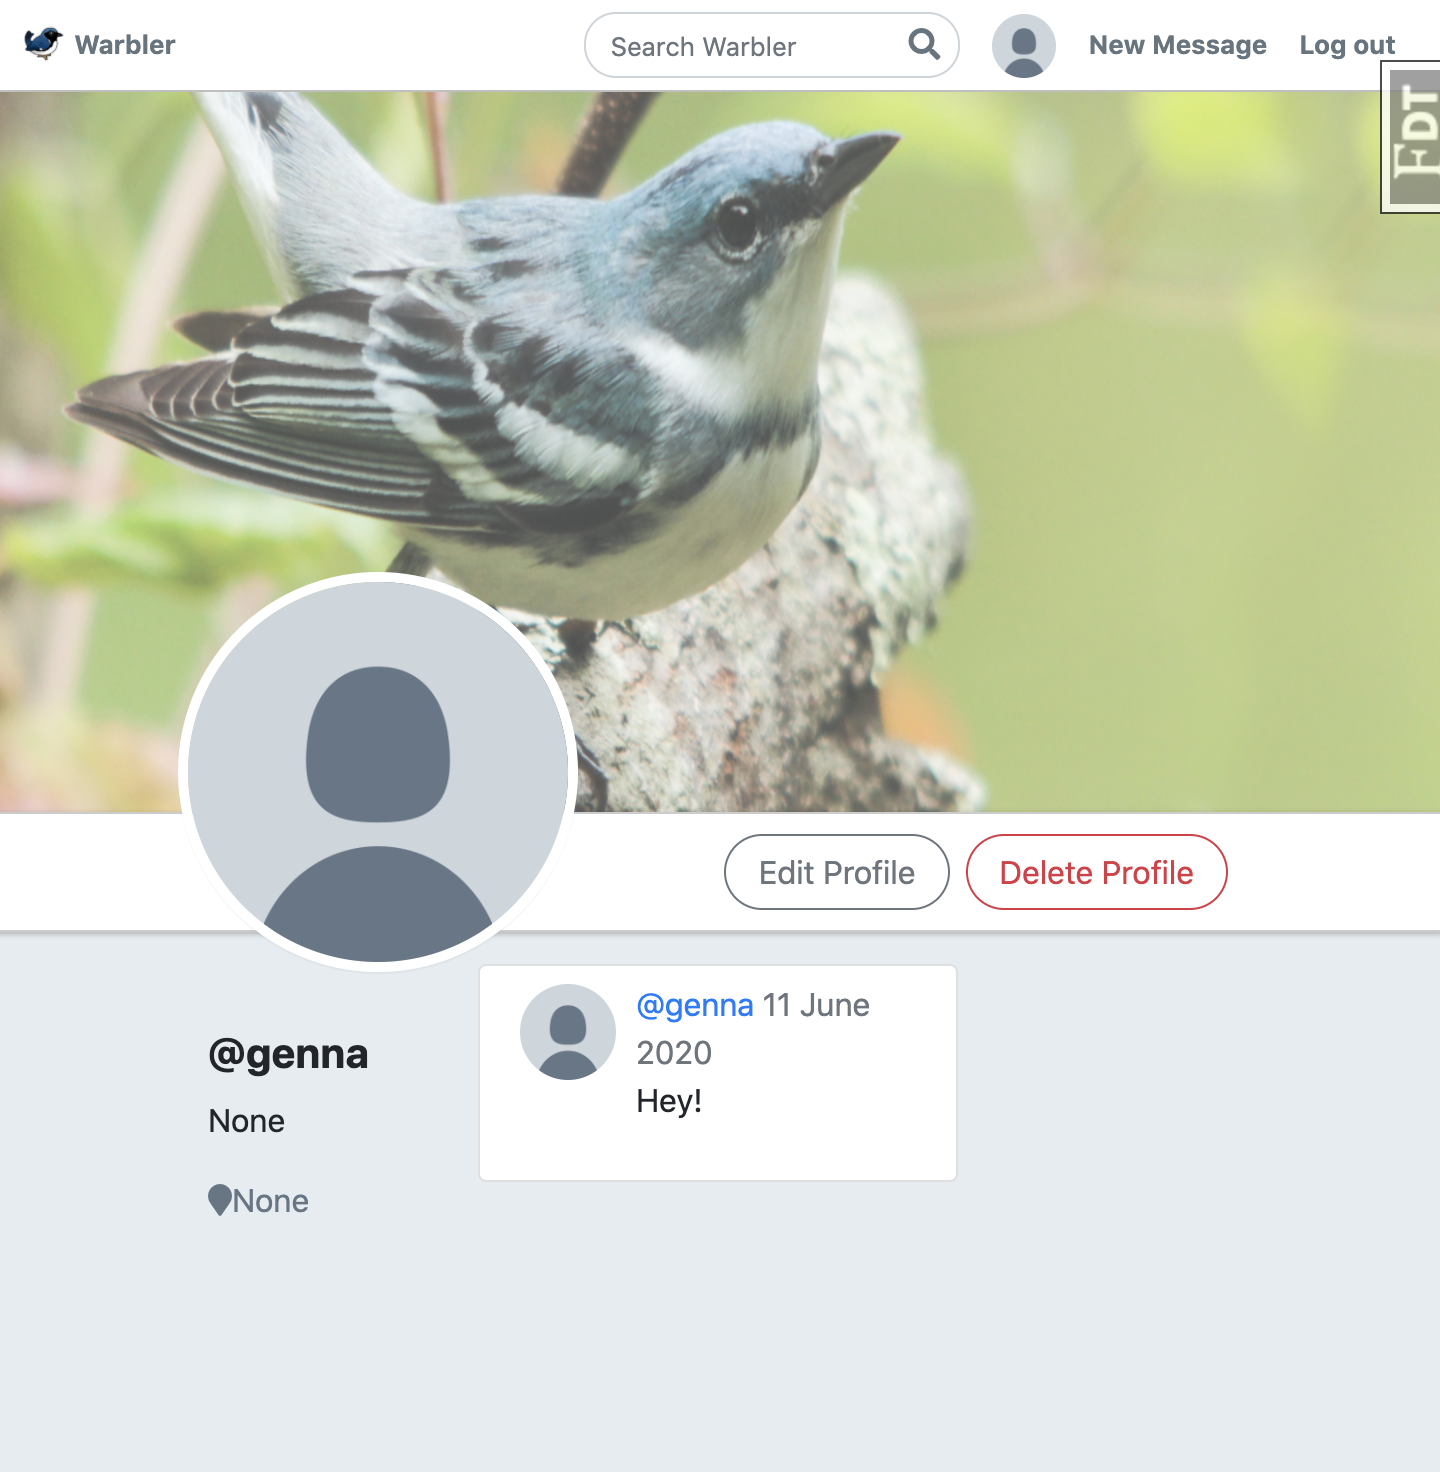 Warbler
Search Warbler
New Message
Log out
FDT
Edit Profile
Delete Profile
@genna
None
None
@genna 11 June
2020
Hey!